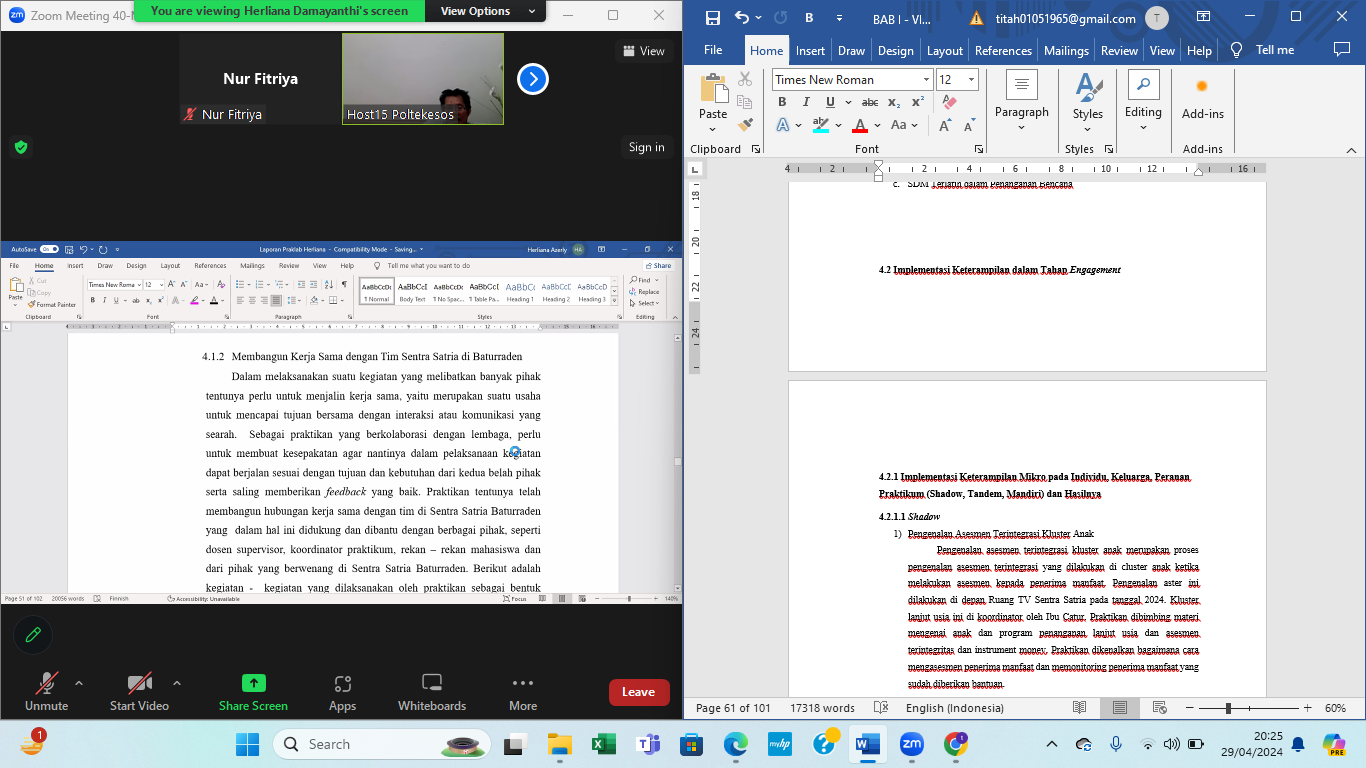 Zoom Meeting 40-M
You are viewing Herliana Damayanthi's screen
View Options
View
Nur Fitriya
Nur Fitriya
Host15 Poltekesos
Sign in
AutoSave On
Laporan Praklab Herliana - Compatibility Mode - Saving...
Herliana Azerly HA
File Home Insert Draw Design Layout References Mailings Review View Help Tell me what you want to do Share
Paste
Cut
Copy
Format Painter
Times New Roma 12
AaBbCcDc AaBbCcI AaBbCcDc AaBbCcI AaBbCc AaBbCcD AaBbCcD
¶ Normal Body Text ¶ No Spac... ¶ Table Pa... Heading 1 Heading 2 Heading 3
Find
Replace
Select
Clipboard Font Paragraph Styles Editing
4.1.2 Membangun Kerja Sama dengan Tim Sentra Satria di Baturraden
Dalam melaksanakan suatu kegiatan yang melibatkan banyak pihak
tentunya perlu untuk menjalin kerja sama, yaitu merupakan suatu usaha
untuk mencapai tujuan bersama dengan interaksi atau komunikasi yang
searah. Sebagai praktikan yang berkolaborasi dengan lembaga, perlu
untuk membuat kesepakatan agar nantinya dalam pelaksanaan kegiatan
dapat berjalan sesuai dengan tujuan dan kebutuhan dari kedua belah pihak
serta saling memberikan feedback yang baik. Praktikan tentunya telah
membangun hubungan kerja sama dengan tim di Sentra Satria Baturraden
yang dalam hal ini didukung dan dibantu dengan berbagai pihak, seperti
dosen supervisor, koordinator praktikum, rekan – rekan mahasiswa dan
dari pihak yang berwenang di Sentra Satria Baturraden. Berikut adalah
kegiatan - kegiatan yang dilaksanakan oleh praktikan sebagai bentuk
Page 51 of 102 20056 words Finnish Accessibility: Unavailable Focus 140%
Unmute
Start Video
Share Screen
Apps
Whiteboards
More
Leave
BAB I - VI...
titah01051965@gmail.com T
File Home Insert Draw Design Layout References Mailings Review View Help Tell me
Paste
Times New Roman 12
Paragraph
Styles
Editing
Add-ins
Clipboard Font Styles Add-ins
4 2 2 4 6 8 10 12 16
18
20
22
24
c. SDM Terlatih dalam Penanganan Bencana
4.2 Implementasi Keterampilan dalam Tahap Engagement
4.2.1 Implementasi Keterampilan Mikro pada Individu, Keluarga, Peranan
Praktikum (Shadow, Tandem, Mandiri) dan Hasilnya
4.2.1.1 Shadow
1) Pengenalan Asesmen Terintegrasi Kluster Anak
Pengenalan asesmen terintegrasi kluster anak merupakan proses
pengenalan asesmen terintegrasi yang dilakukan di cluster anak ketika
melakukan asesmen kepada penerima manfaat. Pengenalan aster ini
dilakukan di depan Ruang TV Sentra Satria pada tanggal 2024. Kluster
lanjut usia ini di koordinator oleh Ibu Catur. Praktikan dibimbing materi
mengenai anak dan program penanganan lanjut usia dan asesmen
terintegritas dan instrument money. Praktikan dikenalkan bagaimana cara
mengasesmen penerima manfaat dan memonitoring penerima manfaat yang
sudah diberikan bantuan.
Page 61 of 101 17318 words English (Indonesia) 60%
1
Search
20:25
29/04/2024